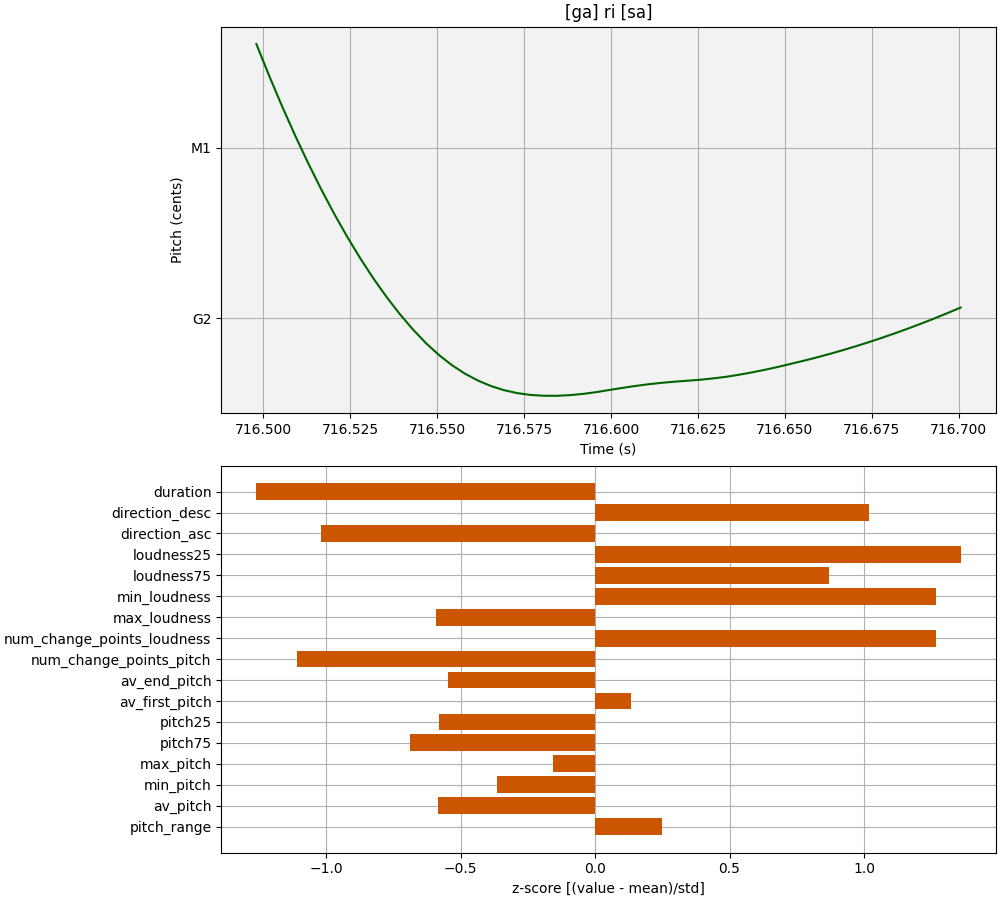 [ga] ri [sa]
M1
G2
Pitch (cents)
716.500 716.525 716.550 716.575 716.600 716.625 716.650 716.675 716.700
Time (s)
duration
direction_desc
direction_asc
loudness25
loudness75
min_loudness
max_loudness
num_change_points_loudness
num_change_points_pitch
av_end_pitch
av_first_pitch
pitch25
pitch75
max_pitch
min_pitch
av_pitch
pitch_range
−1.0 −0.5 0.0 0.5 1.0
z-score [(value - mean)/std]